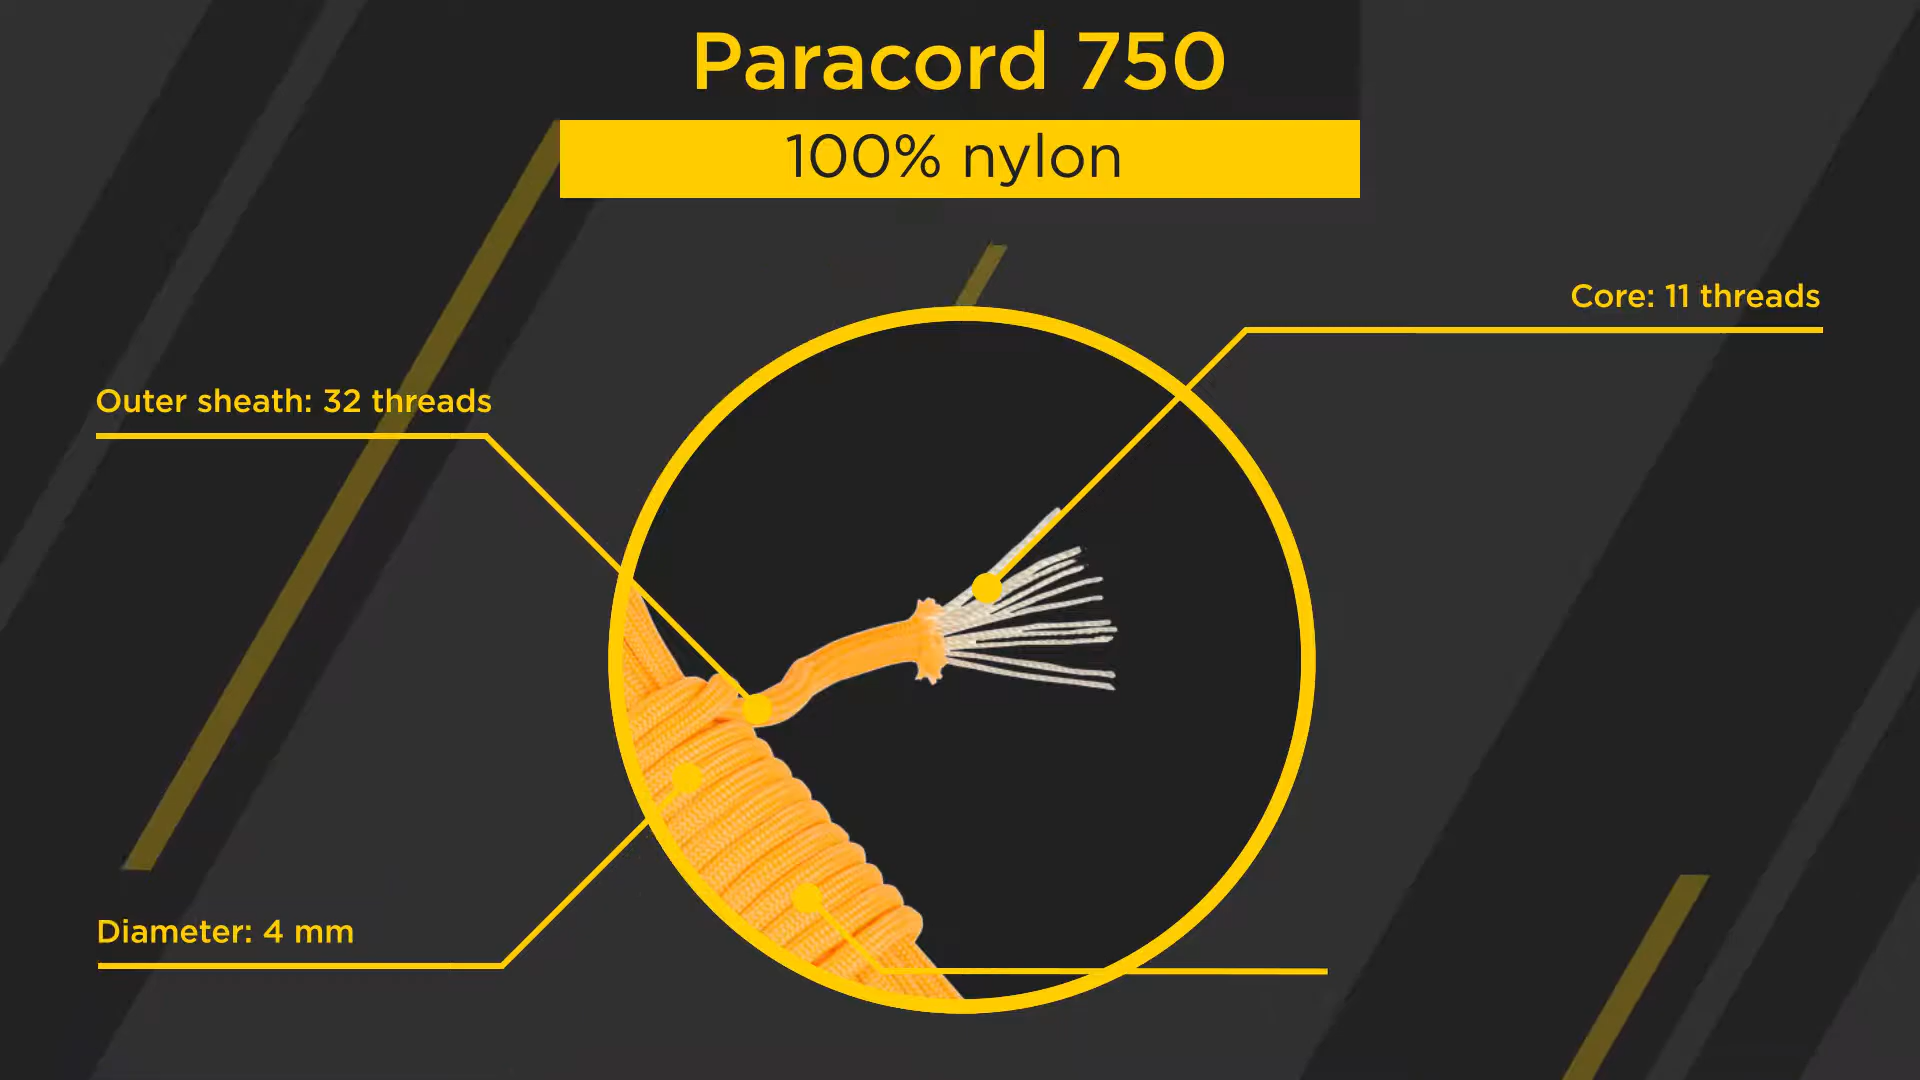 Paracord 750
100% nylon
Core: 11 threads
Outer sheath: 32 threads
Diameter: 4 mm